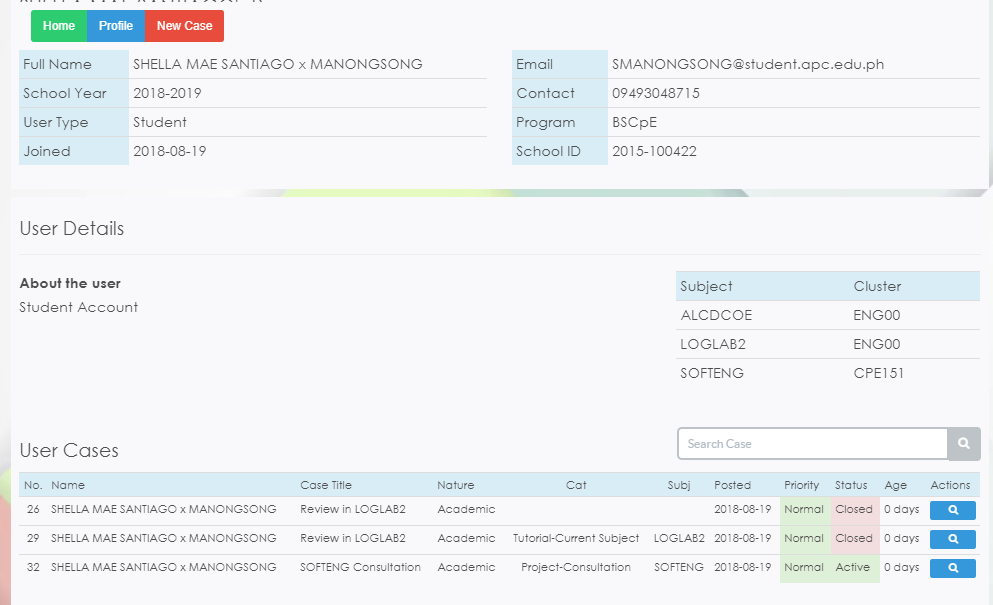 Home Profile New Case
Full Name SHELLA MAE SANTIAGO x MANONGSONG Email SMANONGSONG@student.apc.edu.ph
School Year 2018-2019 Contact 09493048715
User Type Student Program BSCpE
Joined 2018-08-19 School ID 2015-100422
User Details
About the user
Student Account
Subject Cluster
ALCDCOE ENG00
LOGLAB2 ENG00
SOFTENG CPE151
User Cases Search Case
No. Name Case Title Nature Cat Subj Posted Priority Status Age Actions
26 SHELLA MAE SANTIAGO x MANONGSONG Review in LOGLAB2 Academic 2018-08-19 Normal Closed 0 days
29 SHELLA MAE SANTIAGO x MANONGSONG Review in LOGLAB2 Academic Tutorial-Current Subject LOGLAB2 2018-08-19 Normal Closed 0 days
32 SHELLA MAE SANTIAGO x MANONGSONG SOFTENG Consultation Academic Project-Consultation SOFTENG 2018-08-19 Normal Active 0 days